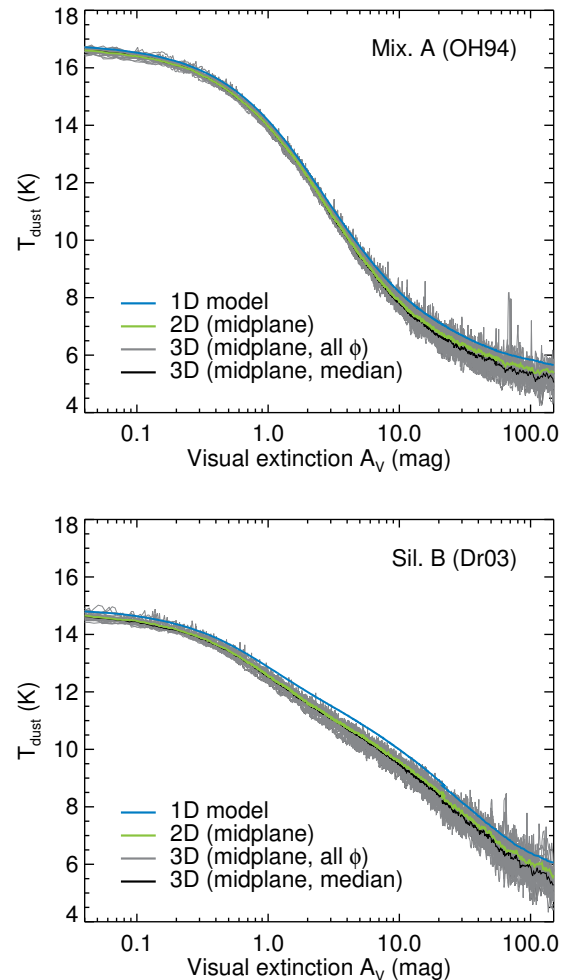 18
Mix. A (OH94)
16
14
12
10
8
6
4
T_dust (K)
1D model
2D (midplane)
3D (midplane, all ϕ)
3D (midplane, median)
0.1 1.0 10.0 100.0
Visual extinction A_V (mag)
18
Sil. B (Dr03)
16
14
12
10
8
6
4
T_dust (K)
1D model
2D (midplane)
3D (midplane, all ϕ)
3D (midplane, median)
0.1 1.0 10.0 100.0
Visual extinction A_V (mag)